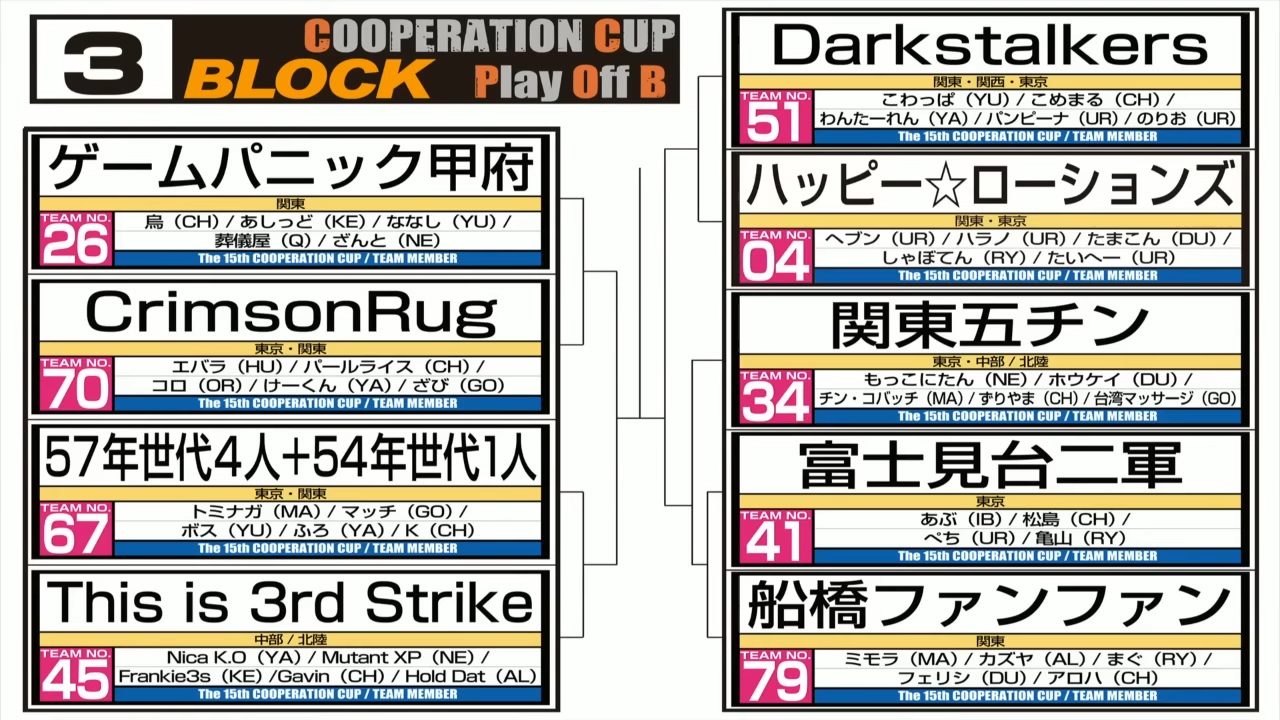 3
BLOCK
COOPERATION CUP
Play Off B
ゲームパニック甲府
関東
TEAM NO.
26
烏（CH）/ あしっど（KE）/ ななし（YU）/
葬儀屋（Q）/ ざんと（NE）
The 15th COOPERATION CUP / TEAM MEMBER
CrimsonRug
東京・関東
TEAM NO.
70
エバラ（HU）/ パールライス（CH）/
コロ（OR）/ けーくん（YA）/ ざび（GO）
The 15th COOPERATION CUP / TEAM MEMBER
57年世代4人+54年世代1人
東京・関東
TEAM NO.
67
トミナガ（MA）/ マッチ（GO）/
ボス（YU）/ ふろ（YA）/ K（CH）
The 15th COOPERATION CUP / TEAM MEMBER
This is 3rd Strike
中部 / 北陸
TEAM NO.
45
Nica K.O（YA）/ Mutant XP（NE）/
Frankie3s（KE）/Gavin（CH）/ Hold Dat（AL）
The 15th COOPERATION CUP / TEAM MEMBER
Darkstalkers
関東・関西・東京
TEAM NO.
51
こわっぱ（YU）/ こめまる（CH）/
わんたーれん（YA）/ パンピーナ（UR）/ のりお（UR）
The 15th COOPERATION CUP / TEAM MEMBER
ハッピー☆ローションズ
関東・東京
TEAM NO.
04
ヘブン（UR）/ ハラノ（UR）/ たまこん（DU）/
しゃぼてん（RY）/ たいへー（UR）
The 15th COOPERATION CUP / TEAM MEMBER
関東五チン
東京・中部 / 北陸
TEAM NO.
34
もっこにたん（NE）/ ホウケイ（DU）/
チン・コバッチ（MA）/ ずりやま（CH）/ 台湾マッサージ（GO）
The 15th COOPERATION CUP / TEAM MEMBER
富士見台二軍
東京
TEAM NO.
41
あぶ（IB）/ 松島（CH）/
ぺち（UR）/ 亀山（RY）
The 15th COOPERATION CUP / TEAM MEMBER
船橋ファンファン
関東
TEAM NO.
79
ミモラ（MA）/ カズヤ（AL）/ まぐ（RY）/
フェリシ（DU）/ アロハ（CH）
The 15th COOPERATION CUP / TEAM MEMBER